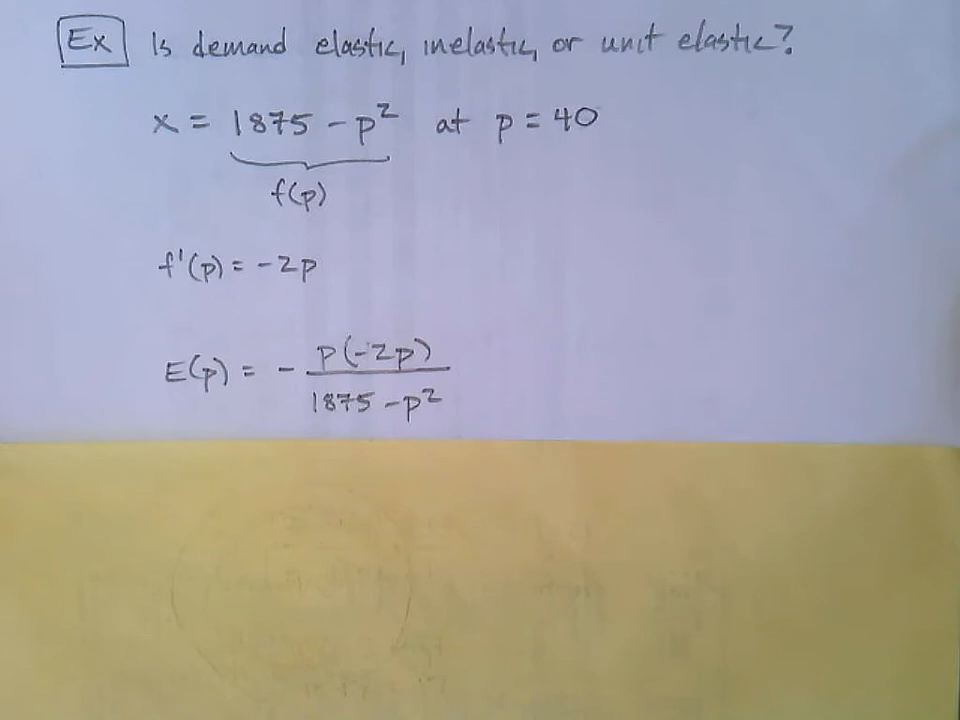 Ex Is demand elastic, inelastic, or unit elastic?
x = 1875 - p² at p = 40
f(p)
f'(p) = -2p
E(p) = - p(-2p) / 1875 - p²